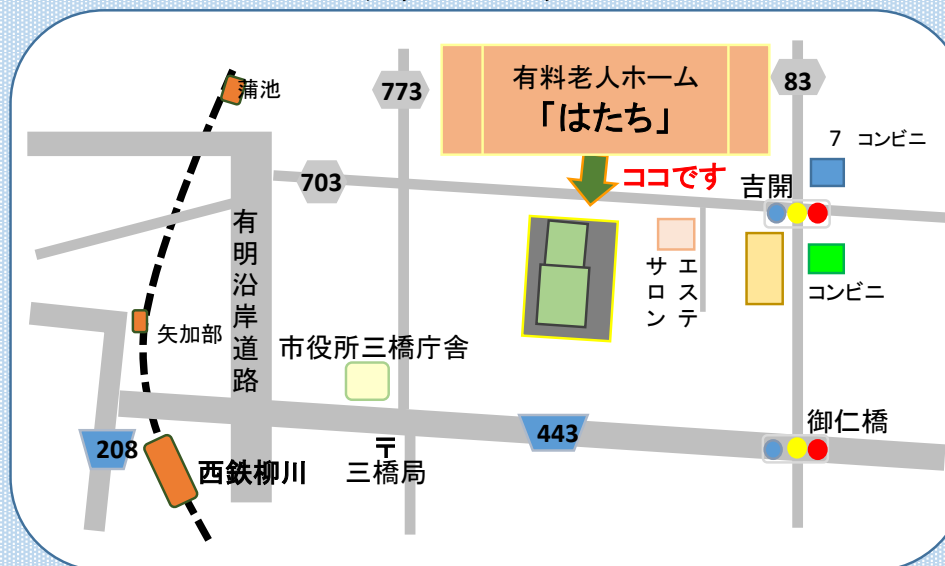 蒲池
773
有料老人ホーム
「はたち」
83
7 コンビニ
703
ココです
吉開
有明沿岸道路
エステ
サロン
コンビニ
矢加部
市役所三橋庁舎
御仁橋
208
443
〒
西鉄柳川
三橋局